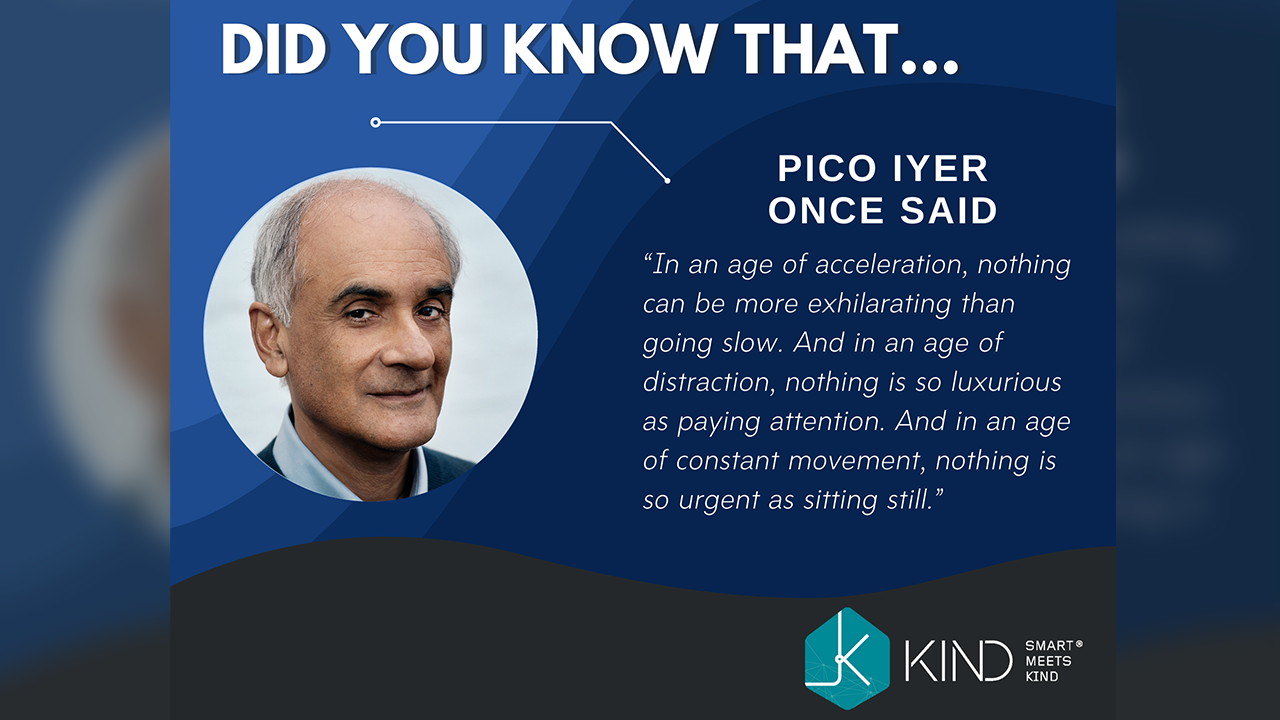 DID YOU KNOW THAT...
PICO IYER
ONCE SAID
“In an age of acceleration, nothing
can be more exhilarating than
going slow. And in an age of
distraction, nothing is so luxurious
as paying attention. And in an age
of constant movement, nothing is
so urgent as sitting still.”
KIND
SMART®
MEETS
KIND